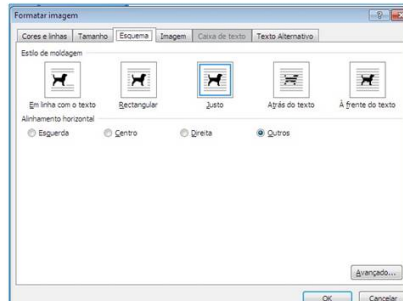 Formatar imagem
Cores e linhas Tamanho Esquema Imagem Caixa de texto Texto Alternativo
Estilo de moldagem
Em linha com o texto Rectangular Justo Atrás do texto À frente do texto
Alinhamento horizontal
Esquerda Centro Direita Outros
Avançado...
OK Cancelar